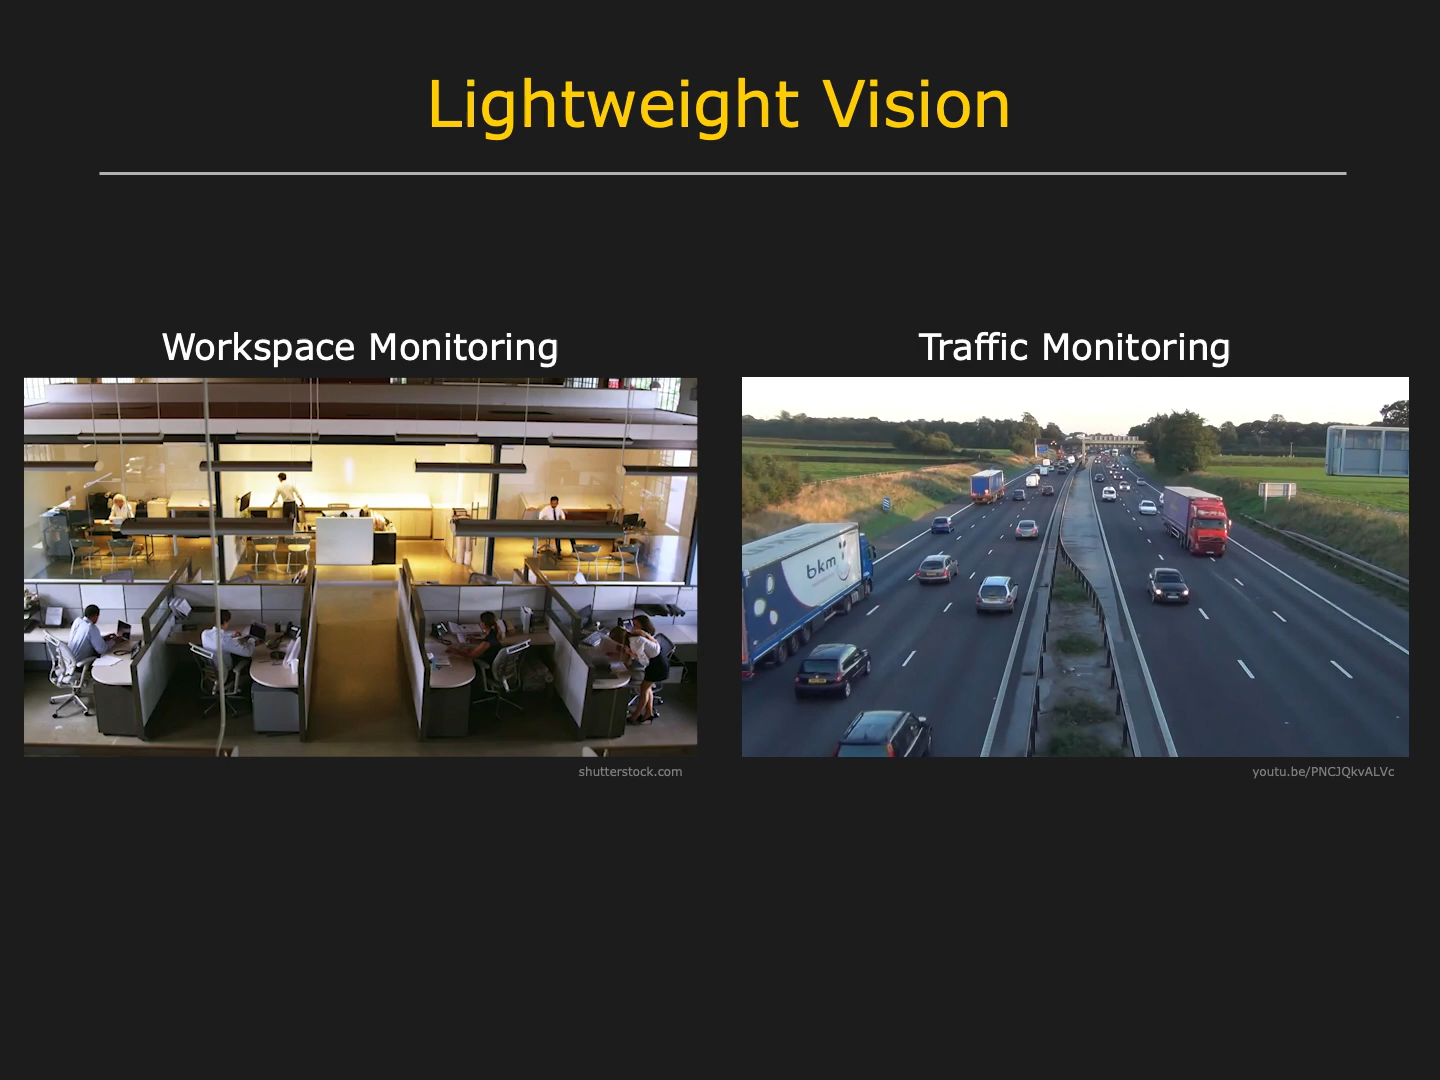 Lightweight Vision
Workspace Monitoring
Traffic Monitoring
bkm
shutterstock.com
youtu.be/PNCJQkvALVc